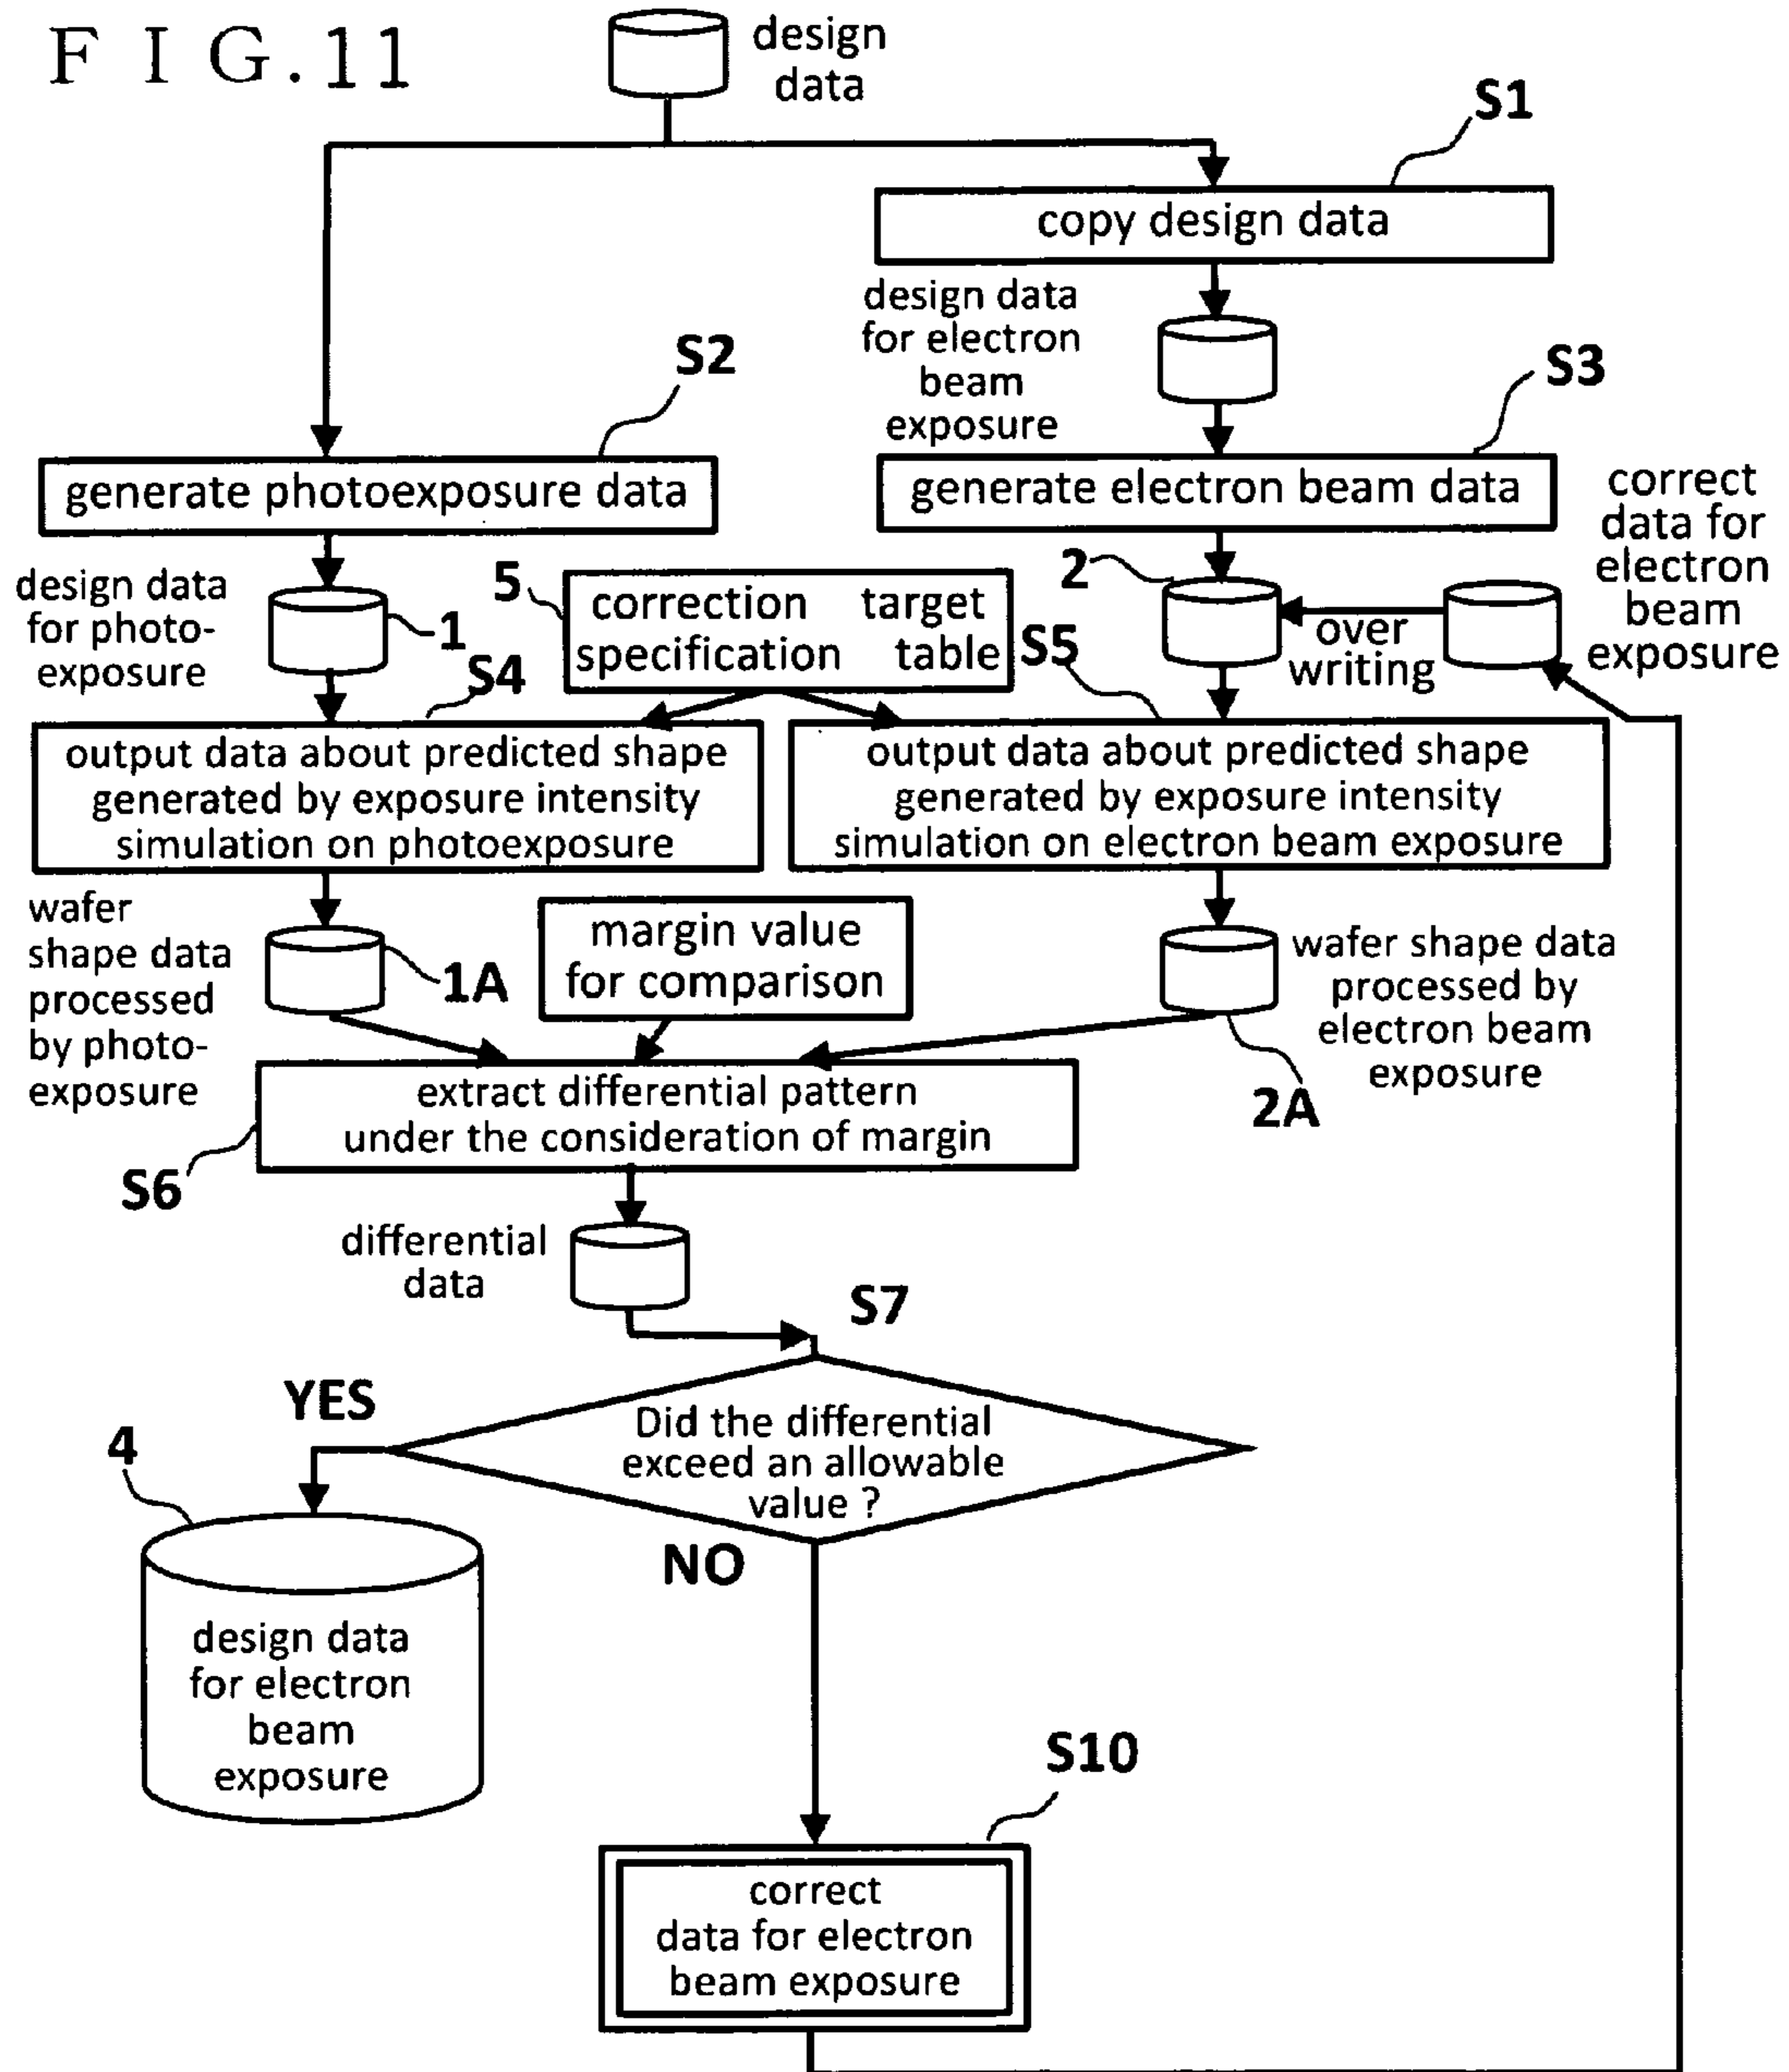 FIG.11
design
data
S1
copy design data
design data
for electron
beam
exposure
S2
S3
generate photoexposure data
generate electron beam data
correct
data for
electron
beam
exposure
design data
for photo-
exposure
1
5
correction target
specification table
2
over
writing
S4
S5
output data about predicted shape
generated by exposure intensity
simulation on photoexposure
output data about predicted shape
generated by exposure intensity
simulation on electron beam exposure
wafer
shape data
processed
by photo-
exposure
1A
margin value
for comparison
wafer shape data
processed by
electron beam
exposure
2A
extract differential pattern
under the consideration of margin
S6
differential
data
S7
YES
Did the differential
exceed an allowable
value ?
4
NO
design data
for electron
beam
exposure
S10
correct
data for electron
beam exposure